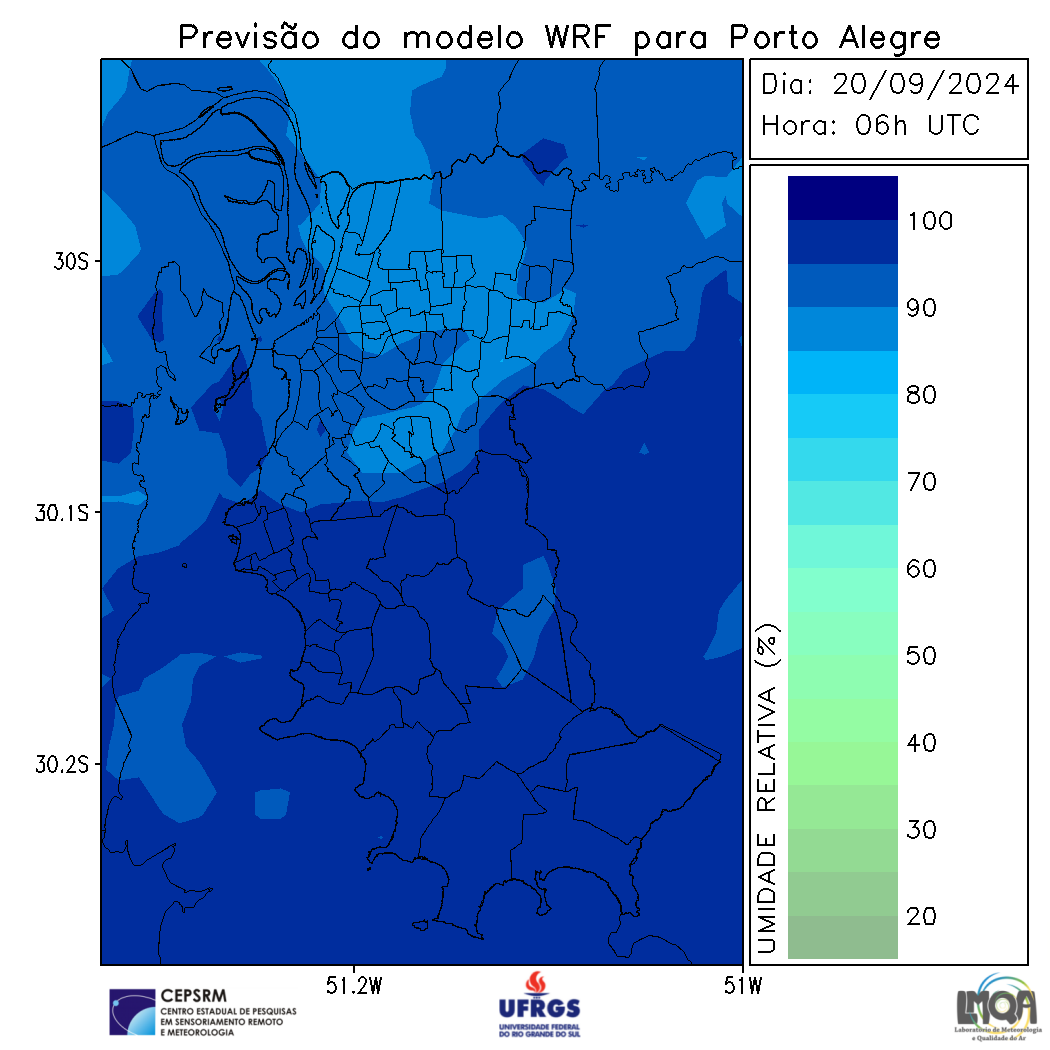 Previsão do modelo WRF para Porto Alegre
Dia: 20/09/2024
Hora: 06h UTC
30S
30.1S
30.2S
51.2W
51W
100
90
80
70
60
50
40
30
20
UMIDADE RELATIVA (%)
CEPSRM
CENTRO ESTADUAL DE PESQUISAS
EM SENSORIAMENTO REMOTO
E METEOROLOGIA
UFRGS
UNIVERSIDADE FEDERAL
DO RIO GRANDE DO SUL
LMQA
Laboratório de Meteorologia
e Qualidade do Ar